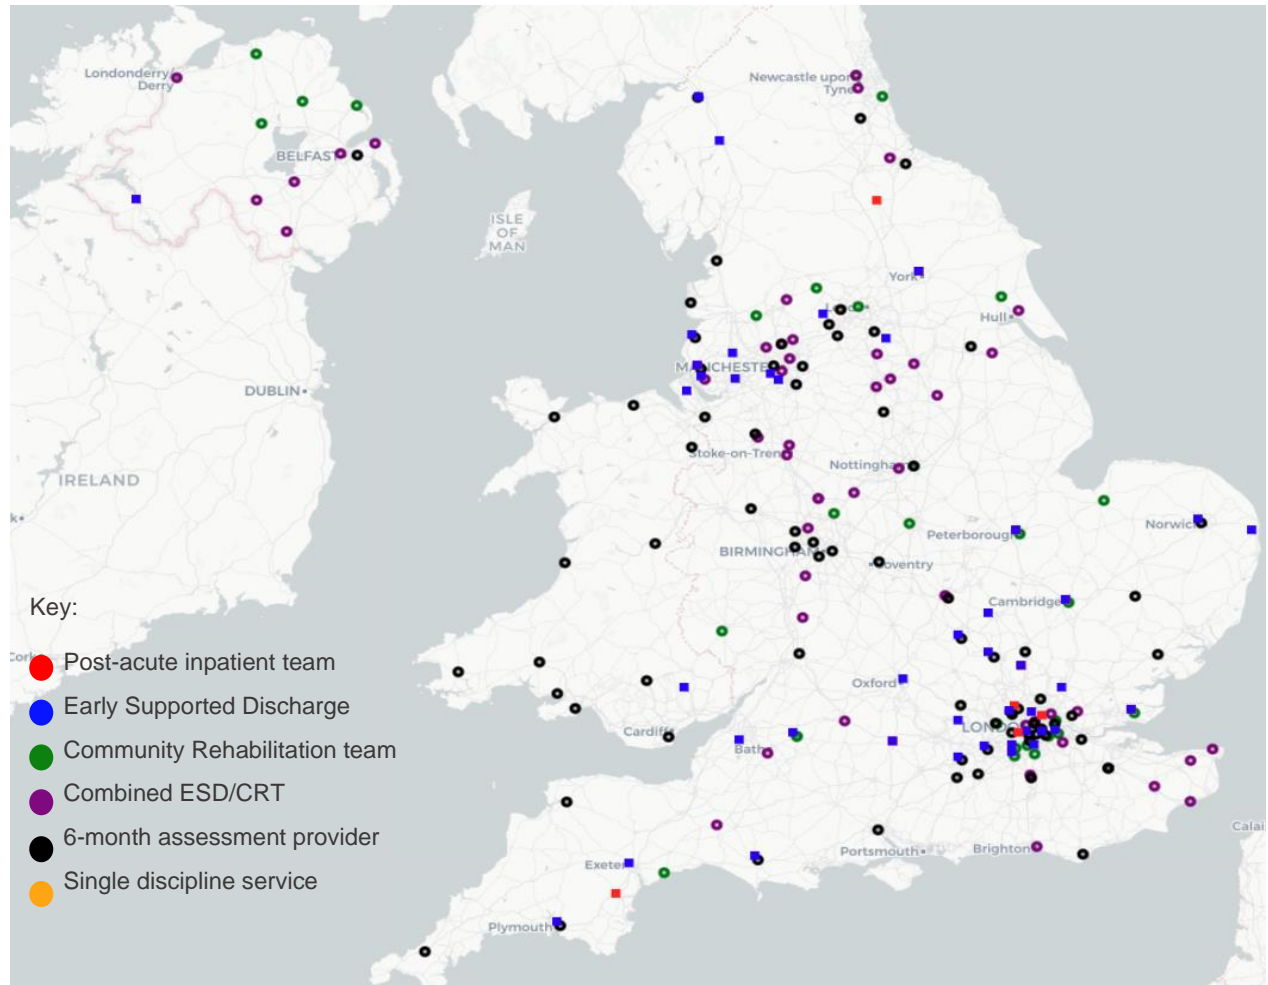 Londonderry/
Derry
BELFAST
Newcastle upon
Tyne
ISLE
OF
MAN
York
Hull
MANCHESTER
DUBLIN
IRELAND
Stoke-on-Trent
Nottingham
Norwich
Peterborough
BIRMINGHAM
Coventry
Cambridge
Key:
Cork
Post-acute inpatient team
Early Supported Discharge
Community Rehabilitation team
Combined ESD/CRT
6-month assessment provider
Single discipline service
Oxford
Cardiff
Bath
LONDON
Calai
Portsmouth
Brighton
Exeter
Plymouth